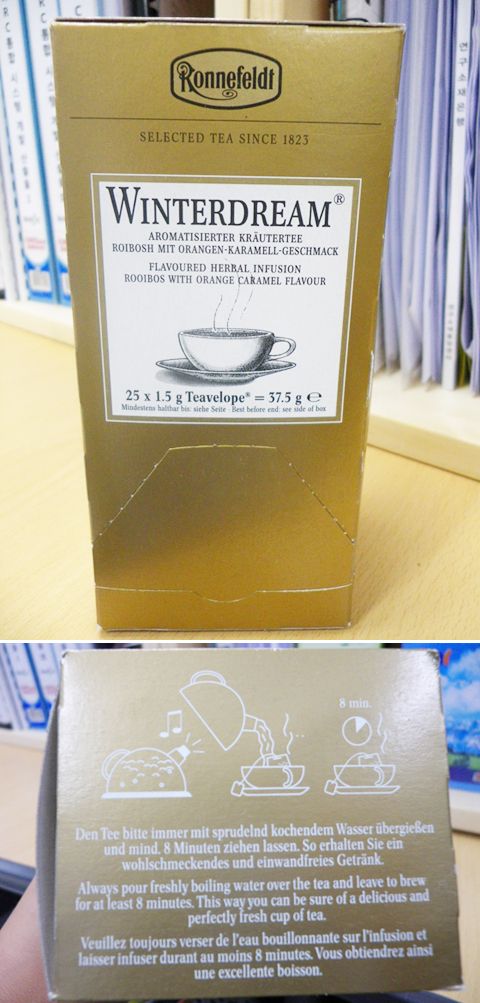 Ronnefeldt
SELECTED TEA SINCE 1823
WINTERDREAM®
AROMATISIERTER KRÄUTERTEE
ROIBOSH MIT ORANGEN-KARAMELL-GESCHMACK
FLAVOURED HERBAL INFUSION
ROOIBOS WITH ORANGE CARAMEL FLAVOUR
25 x 1.5 g Teavelope® = 37.5 g ℮
Mindestens haltbar bis: siehe Seite · Best before end: see side of box
8 min.
Den Tee bitte immer mit sprudelnd kochendem Wasser übergießen
und mind. 8 Minuten ziehen lassen. So erhalten Sie ein
wohlschmeckendes und einwandfreies Getränk.
Always pour freshly boiling water over the tea and leave to brew
for at least 8 minutes. This way you can be sure of a delicious and
perfectly fresh cup of tea.
Veuillez toujours verser de l'eau bouillonnante sur l'infusion et
laisser infuser durant au moins 8 minutes. Vous obtiendrez ainsi
une excellente boisson.